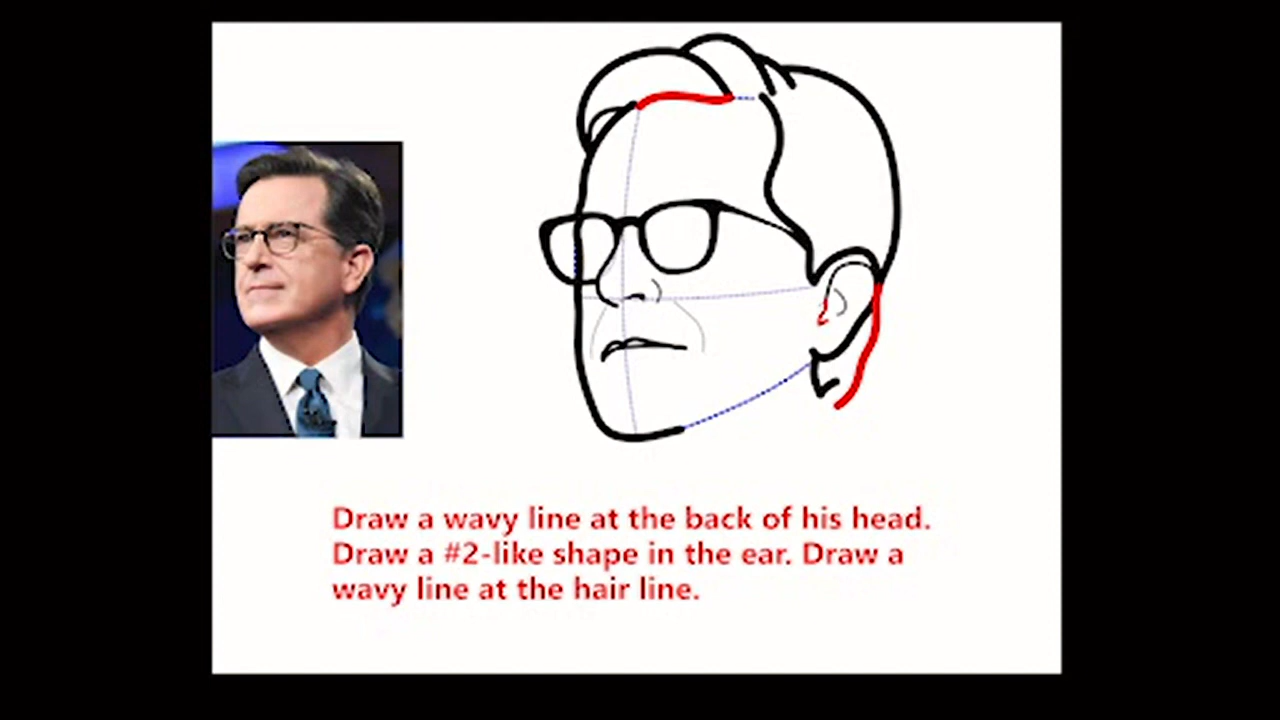 Draw a wavy line at the back of his head.
Draw a #2-like shape in the ear. Draw a
wavy line at the hair line.